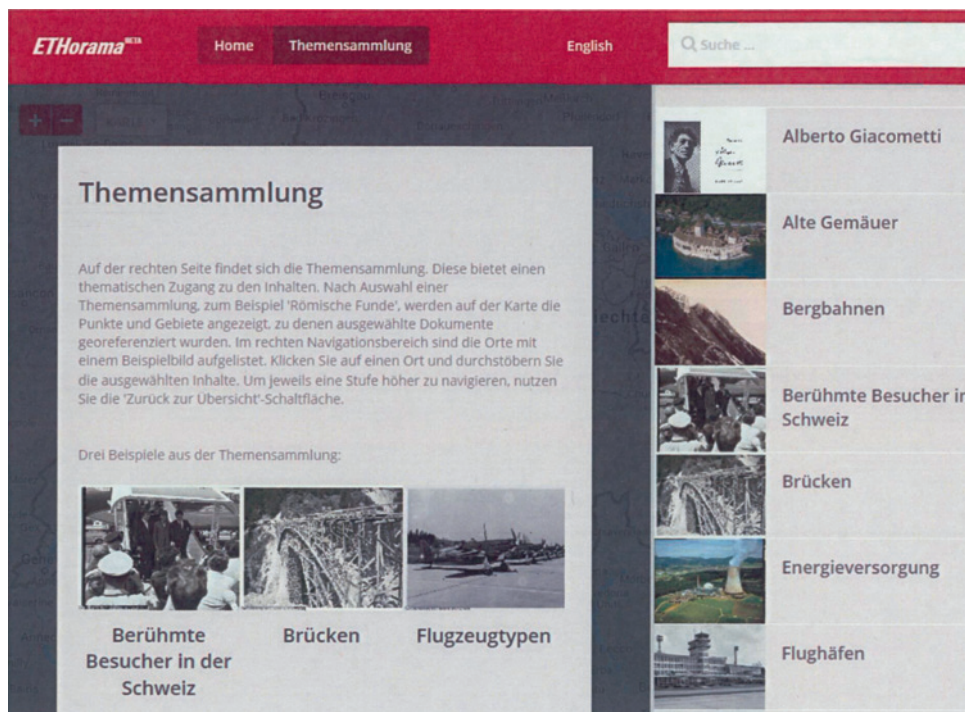 ETHorama BETA
Home
Themensammlung
English
Suche ...
Themensammlung
Auf der rechten Seite findet sich die Themensammlung. Diese bietet einen
thematischen Zugang zu den Inhalten. Nach Auswahl einer
Themensammlung, zum Beispiel 'Römische Funde', werden auf der Karte die
Punkte und Gebiete angezeigt, zu denen ausgewählte Dokumente
georeferenziert wurden. Im rechten Navigationsbereich sind die Orte mit
einem Beispielbild aufgelistet. Klicken Sie auf einen Ort und durchstöbern Sie
die ausgewählten Inhalte. Um jeweils eine Stufe höher zu navigieren, nutzen
Sie die 'Zurück zur Übersicht'-Schaltfläche.
Drei Beispiele aus der Themensammlung:
Berühmte
Besucher in der
Schweiz
Brücken
Flugzeugtypen
Alberto Giacometti
Alte Gemäuer
Bergbahnen
Berühmte Besucher in
Schweiz
Brücken
Energieversorgung
Flughäfen